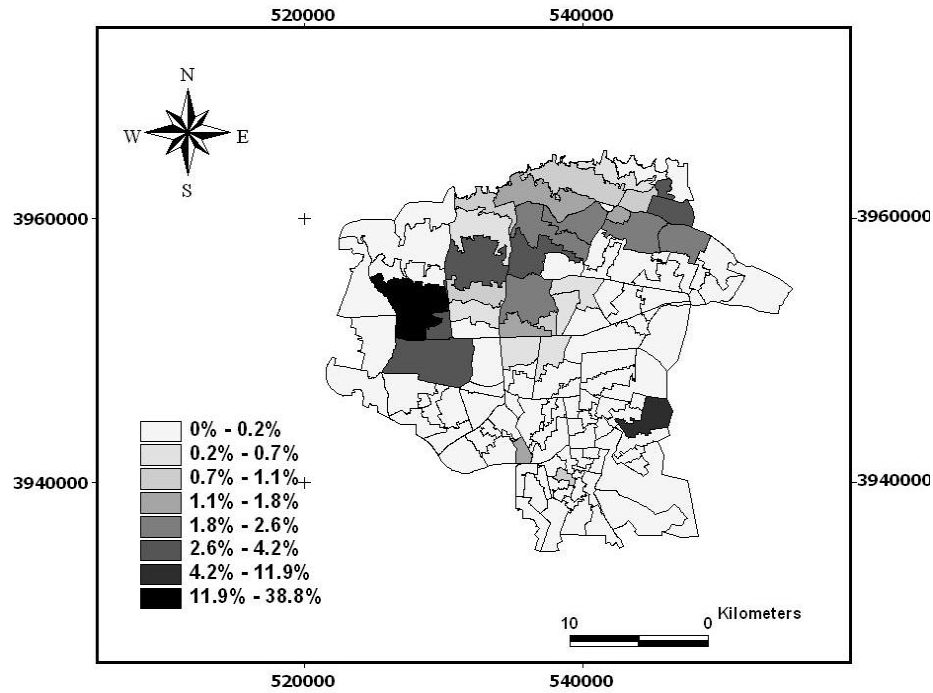 520000 540000
N
W E
S
3960000 3960000
0% - 0.2%
0.2% - 0.7%
0.7% - 1.1%
1.1% - 1.8%
1.8% - 2.6%
2.6% - 4.2%
4.2% - 11.9%
11.9% - 38.8%
3940000 3940000
Kilometers
10 0
520000 540000